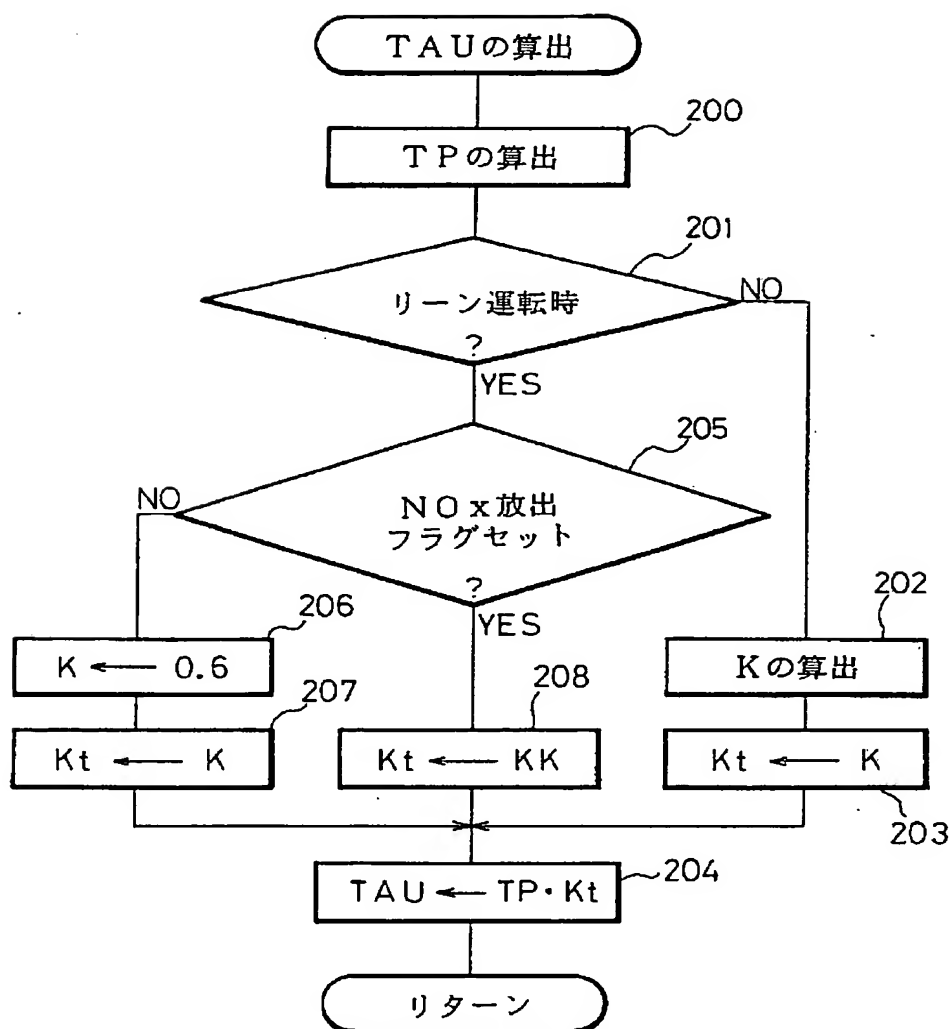 TAUの算出
200
TPの算出
201
リーン運転時
?
NO
YES
205
NOx放出
フラグセット
?
NO
YES
206
K ← 0.6
202
Kの算出
207
Kt ← K
208
Kt ← KK
Kt ← K
203
204
TAU ← TP・Kt
リターン